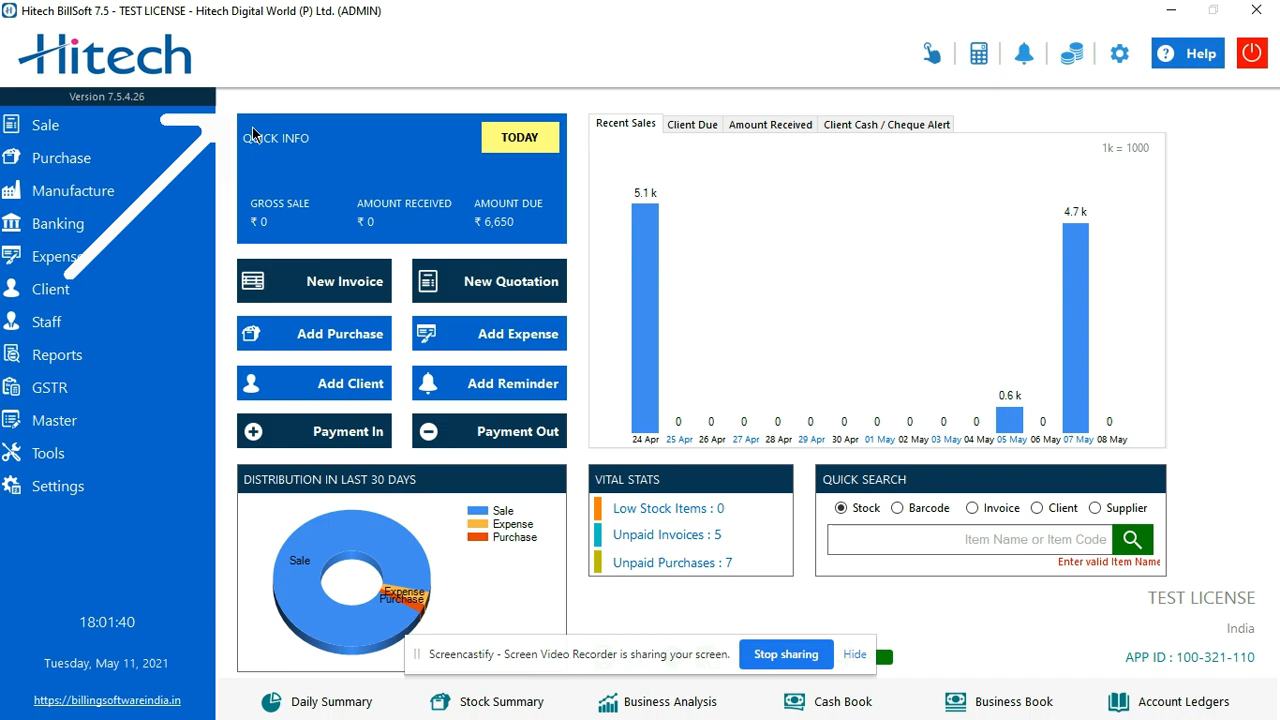 Hitech BillSoft 7.5 - TEST LICENSE - Hitech Digital World (P) Ltd. (ADMIN)
Hitech
Help
Version 7.5.4.26
Sale
Purchase
Manufacture
Banking
Expense
Client
Staff
Reports
GSTR
Master
Tools
Settings
18:01:40
Tuesday, May 11, 2021
https://billingsoftwareindia.in
QUICK INFO
TODAY
GROSS SALE AMOUNT RECEIVED AMOUNT DUE
₹ 0 ₹ 0 ₹ 6,650
New Invoice New Quotation
Add Purchase Add Expense
Add Client Add Reminder
Payment In Payment Out
Recent Sales Client Due Amount Received Client Cash / Cheque Alert
1k = 1000
5.1 k
4.7 k
0.6 k
0 0 0 0 0 0 0 0 0 0 0 0
24 Apr 25 Apr 26 Apr 27 Apr 28 Apr 29 Apr 30 Apr 01 May 02 May 03 May 04 May 05 May 06 May 07 May 08 May
DISTRIBUTION IN LAST 30 DAYS
Sale
Expense
Purchase
Sale
Expense
Purchase
VITAL STATS
Low Stock Items : 0
Unpaid Invoices : 5
Unpaid Purchases : 7
QUICK SEARCH
Stock Barcode Invoice Client Supplier
Item Name or Item Code
Enter valid Item Name
TEST LICENSE
India
APP ID : 100-321-110
Screencastify - Screen Video Recorder is sharing your screen. Stop sharing Hide
Daily Summary Stock Summary Business Analysis Cash Book Business Book Account Ledgers